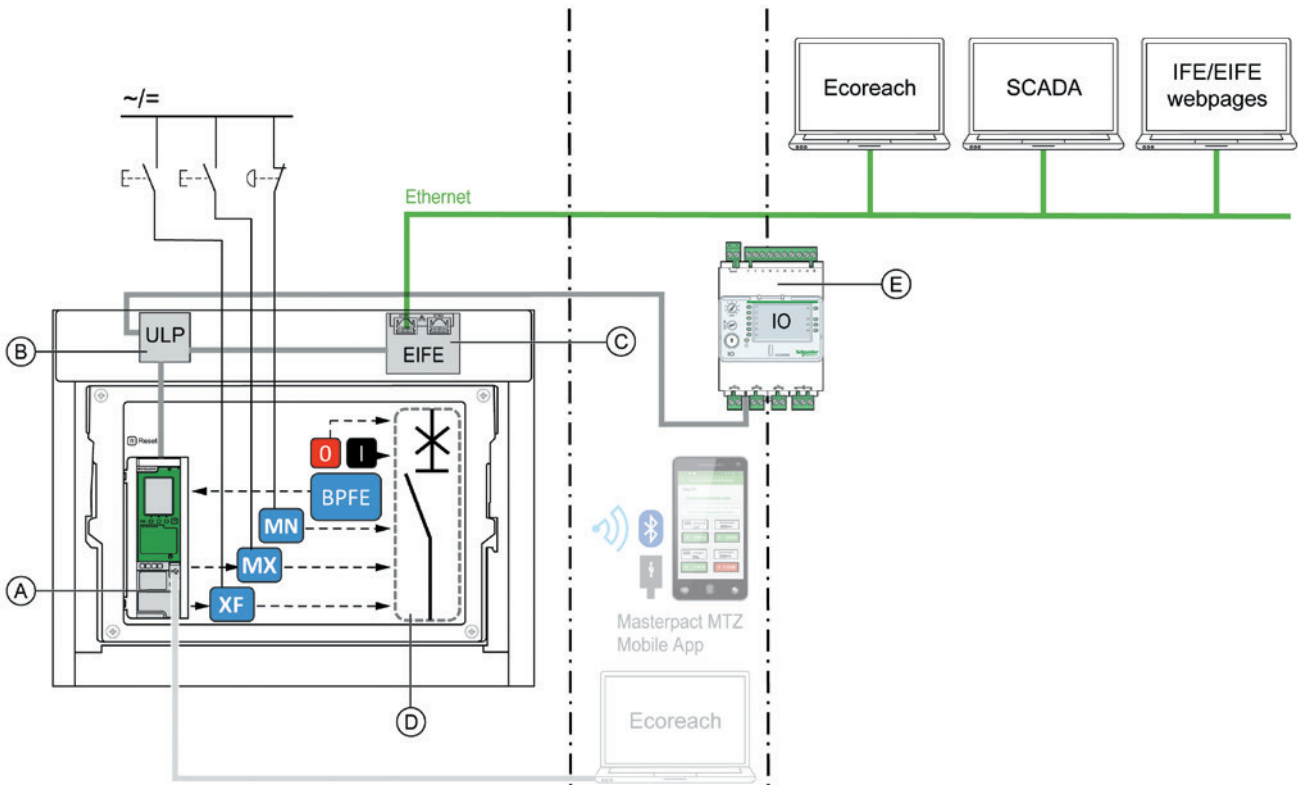 Ecoreach
SCADA
IFE/EIFE
webpages
~/=
Ethernet
E
IO
IO
ULP
B
EIFE
C
R Reset
0
I
BPFE
MN
MX
A
XF
D
Masterpact MTZ
Mobile App
Ecoreach